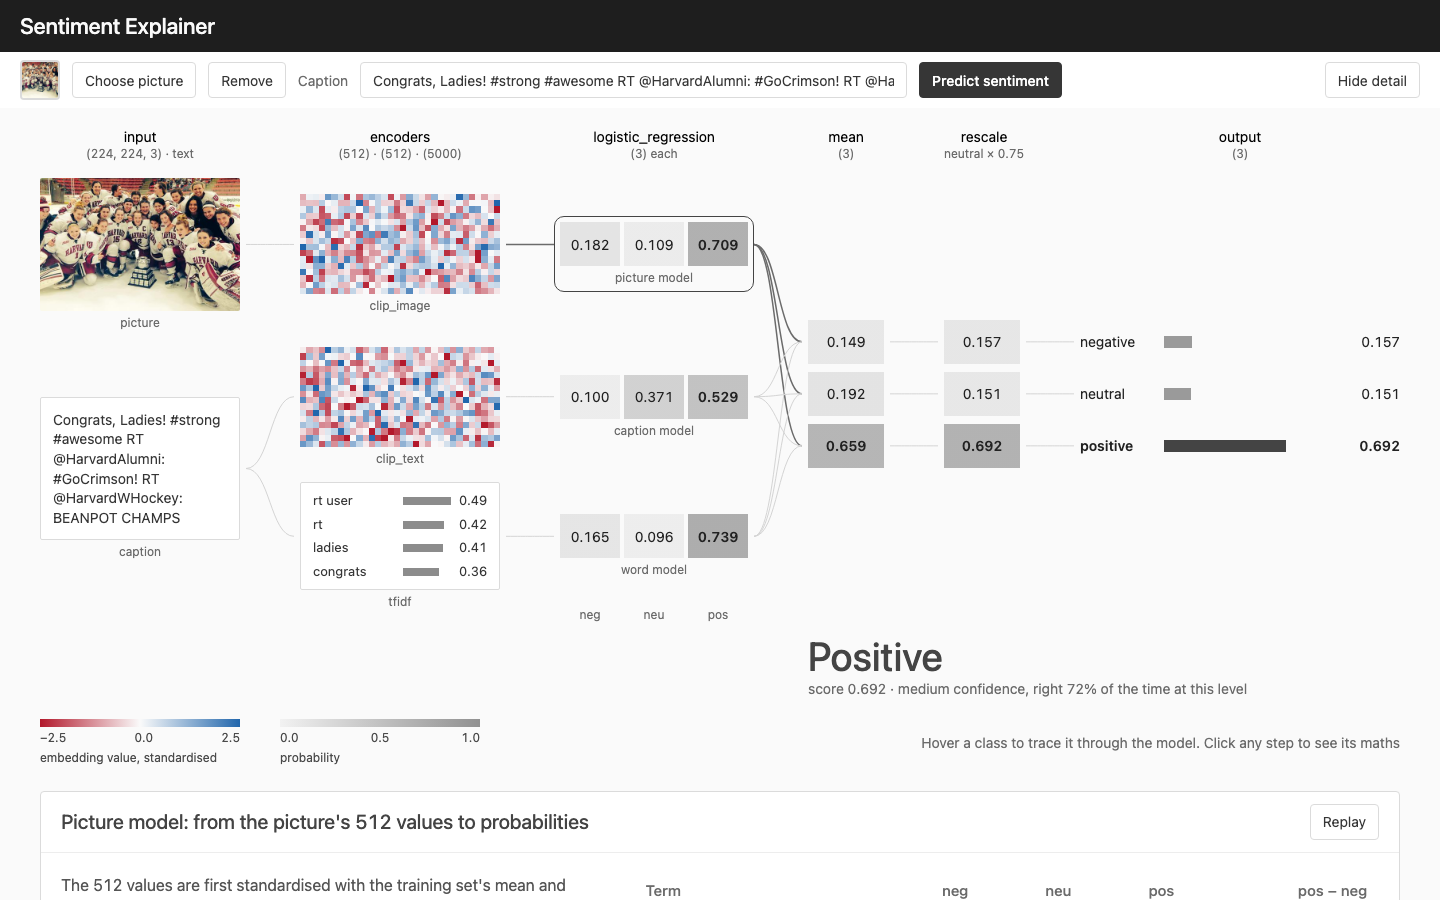 Sentiment Explainer
Choose picture
Remove
Caption
Congrats, Ladies! #strong #awesome RT @HarvardAlumni: #GoCrimson! RT @Ha
Predict sentiment
Hide detail
input
(224, 224, 3) · text
encoders
(512) · (512) · (5000)
logistic_regression
(3) each
mean
(3)
rescale
neutral × 0.75
output
(3)
picture
clip_image
0.182 0.109 0.709
picture model
Congrats, Ladies! #strong
#awesome RT
@HarvardAlumni:
#GoCrimson! RT
@HarvardWHockey:
BEANPOT CHAMPS
caption
clip_text
0.100 0.371 0.529
caption model
rt user 0.49
rt 0.42
ladies 0.41
congrats 0.36
tfidf
0.165 0.096 0.739
word model
neg neu pos
0.149 0.157 negative 0.157
0.192 0.151 neutral 0.151
0.659 0.692 positive 0.692
Positive
score 0.692 · medium confidence, right 72% of the time at this level
−2.5 0.0 2.5
embedding value, standardised
0.0 0.5 1.0
probability
Hover a class to trace it through the model. Click any step to see its maths
Picture model: from the picture's 512 values to probabilities
Replay
The 512 values are first standardised with the training set's mean and
Term neg neu pos pos − neg